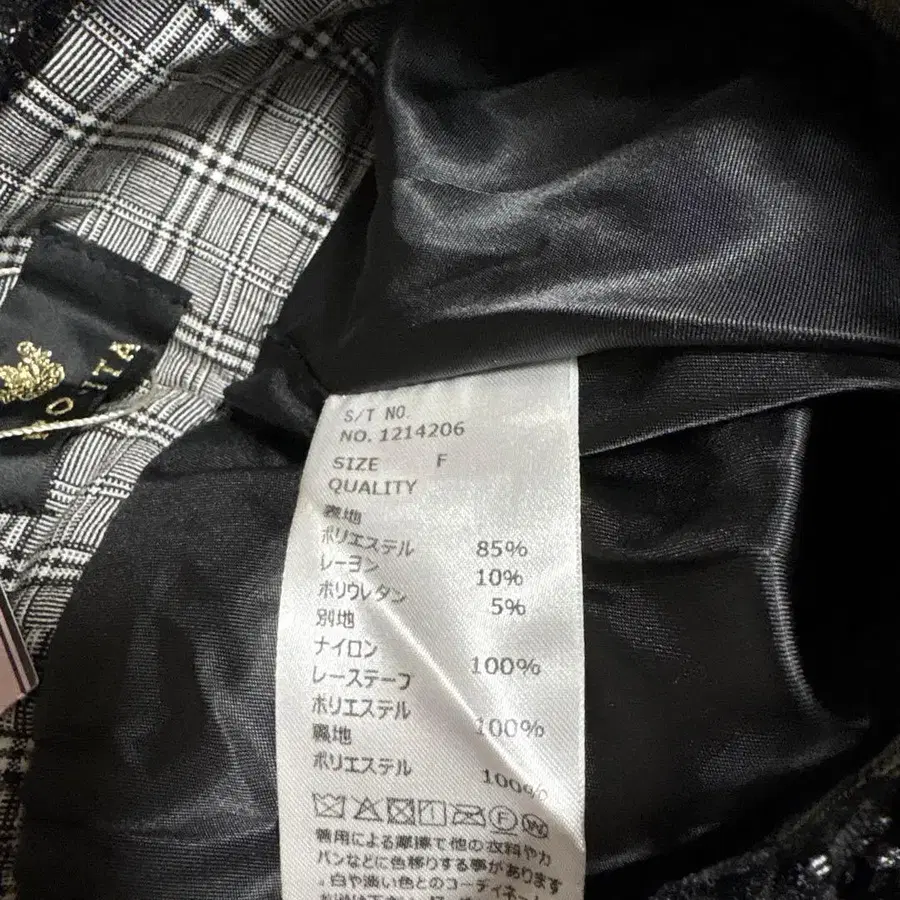 S/T NO.
NO. 1214206
SIZE F
QUALITY
表地
ポリエステル 85%
レーヨン 10%
ポリウレタン 5%
別地
ナイロン 100%
レーステープ
ポリエステル 100%
裏地
ポリエステル 100%
F W
着用による摩擦で他の衣料やカ
バンなどに色移りする事があります
。白や淡い色とのコーディネー